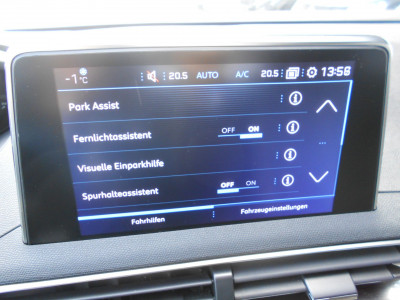 -1°C 20.5 AUTO A/C 20.5 13:58
Park Assist
Fernlichtassistent OFF ON
Visuelle Einparkhilfe
Spurhalteassistent OFF ON
Fahrhilfen Fahrzeugeinstellungen